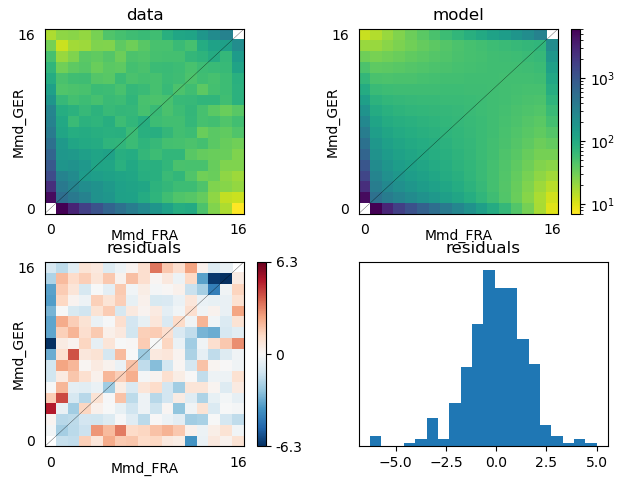 data
16
Mmd_GER
0
0
16
Mmd_FRA
model
16
Mmd_GER
0
0
16
Mmd_FRA
10³
10²
10¹
residuals
16
Mmd_GER
0
0
16
Mmd_FRA
6.3
0
-6.3
residuals
−5.0 −2.5 0.0 2.5 5.0